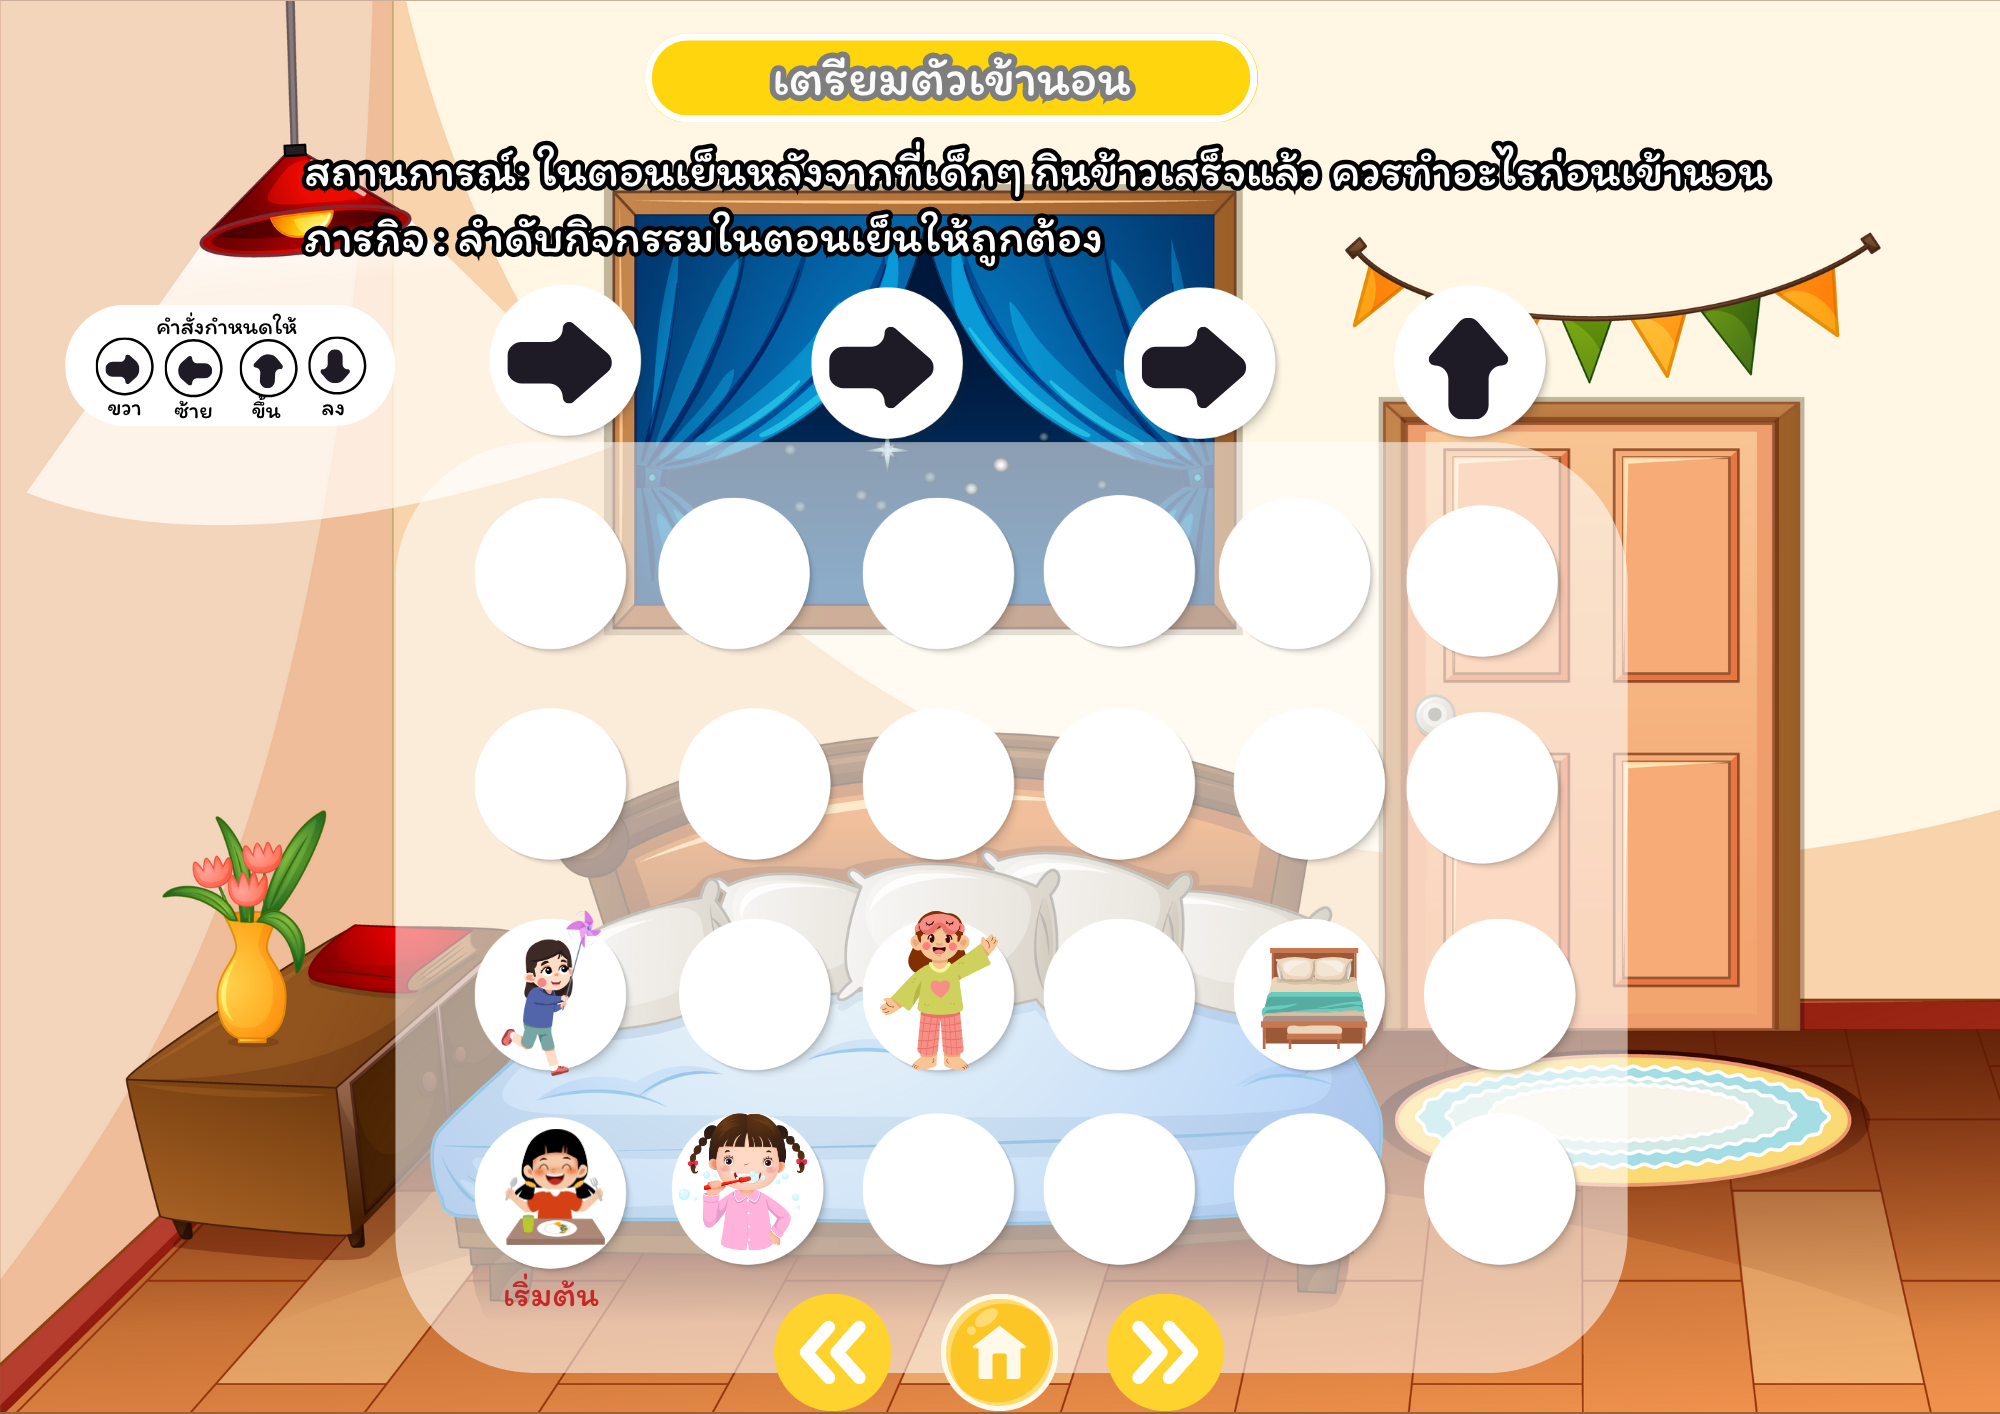 เตรียมตัวเข้านอน
สถานการณ์: ในตอนเย็นหลังจากที่เด็กๆ กินข้าวเสร็จแล้ว ควรทำอะไรก่อนเข้านอน
ภารกิจ : ลำดับกิจกรรมในตอนเย็นให้ถูกต้อง
คำสั่งกำหนดให้
ขวา ซ้าย ขึ้น ลง
เริ่มต้น